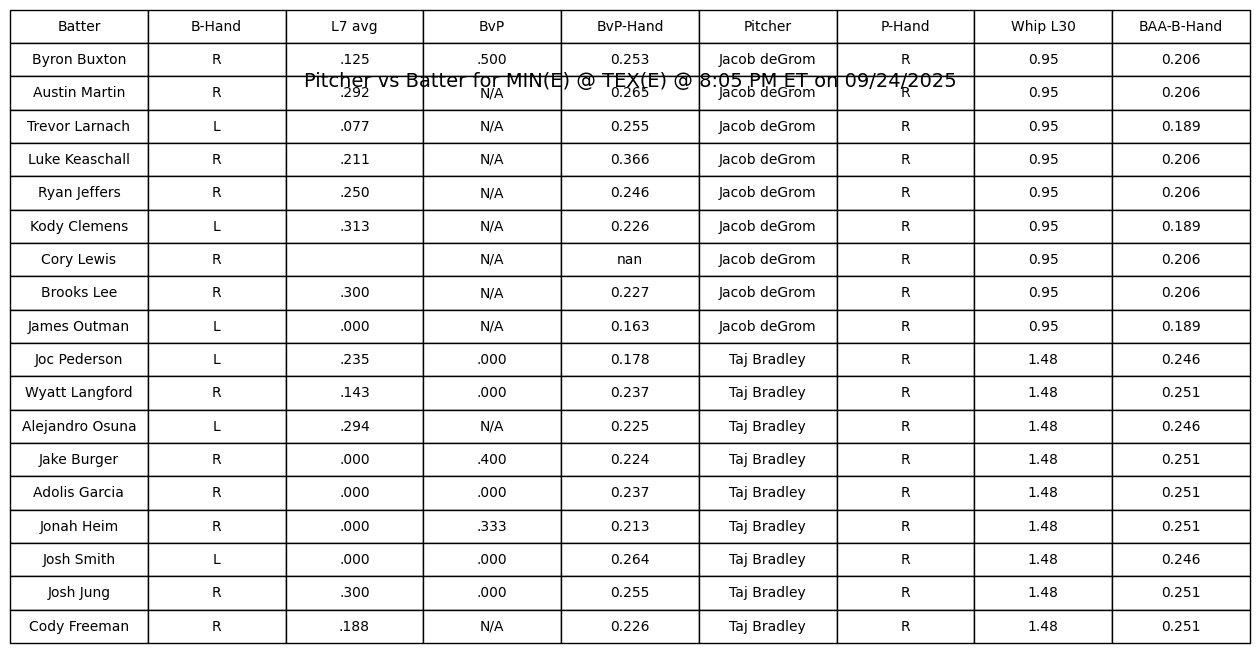 Batter B-Hand L7 avg BvP BvP-Hand Pitcher P-Hand Whip L30 BAA-B-Hand
Byron Buxton R .125 .500 0.253 Jacob deGrom R 0.95 0.206
Pitcher vs Batter for MIN(E) @ TEX(E) @ 8:05 PM ET on 09/24/2025
Austin Martin R .292 N/A 0.265 Jacob deGrom R 0.95 0.206
Trevor Larnach L .077 N/A 0.255 Jacob deGrom R 0.95 0.189
Luke Keaschall R .211 N/A 0.366 Jacob deGrom R 0.95 0.206
Ryan Jeffers R .250 N/A 0.246 Jacob deGrom R 0.95 0.206
Kody Clemens L .313 N/A 0.226 Jacob deGrom R 0.95 0.189
Cory Lewis R N/A nan Jacob deGrom R 0.95 0.206
Brooks Lee R .300 N/A 0.227 Jacob deGrom R 0.95 0.206
James Outman L .000 N/A 0.163 Jacob deGrom R 0.95 0.189
Joc Pederson L .235 .000 0.178 Taj Bradley R 1.48 0.246
Wyatt Langford R .143 .000 0.237 Taj Bradley R 1.48 0.251
Alejandro Osuna L .294 N/A 0.225 Taj Bradley R 1.48 0.246
Jake Burger R .000 .400 0.224 Taj Bradley R 1.48 0.251
Adolis Garcia R .000 .000 0.237 Taj Bradley R 1.48 0.251
Jonah Heim R .000 .333 0.213 Taj Bradley R 1.48 0.251
Josh Smith L .000 .000 0.264 Taj Bradley R 1.48 0.246
Josh Jung R .300 .000 0.255 Taj Bradley R 1.48 0.251
Cody Freeman R .188 N/A 0.226 Taj Bradley R 1.48 0.251